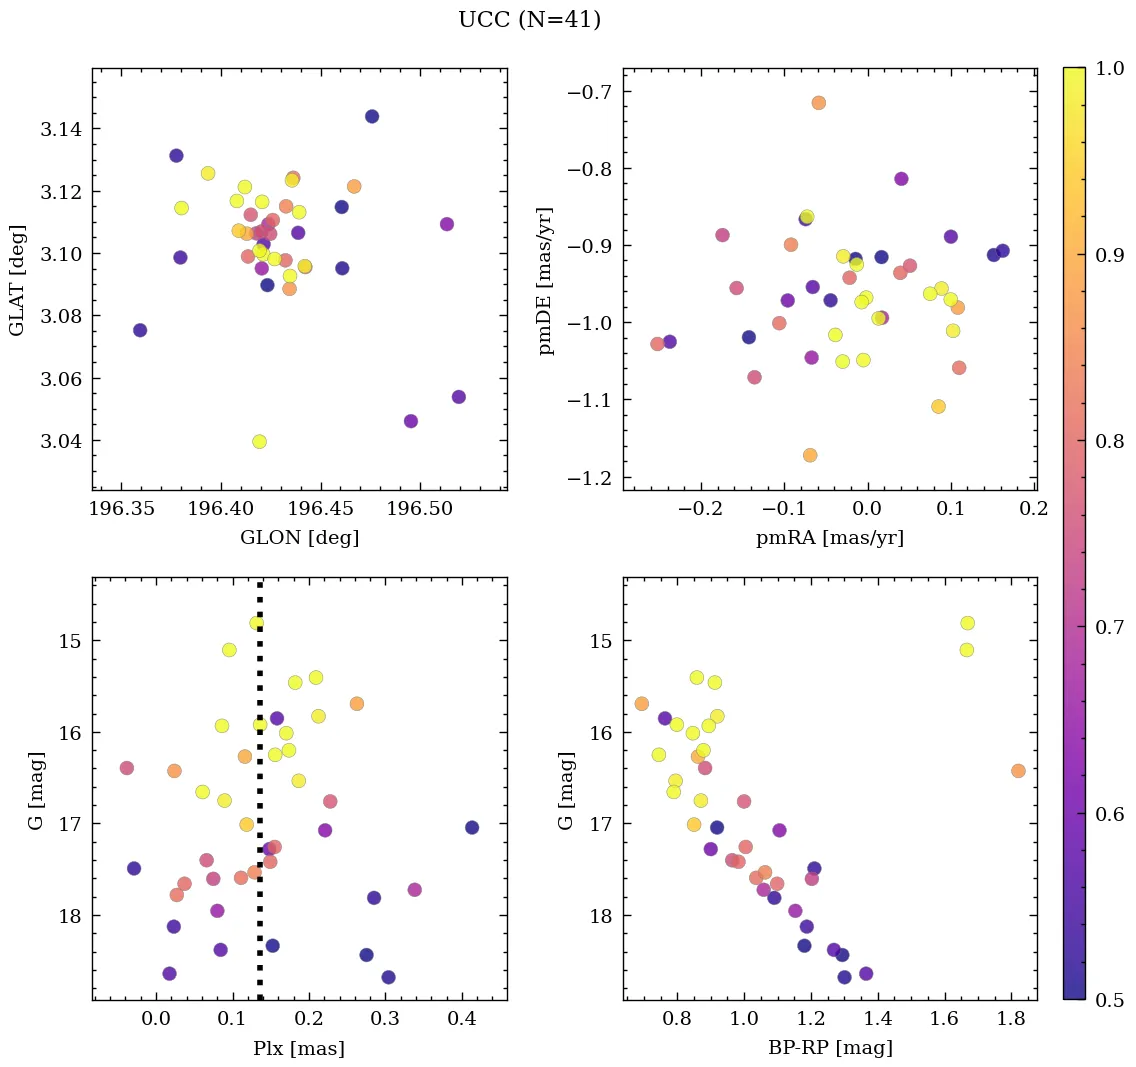 UCC (N=41)
3.14
3.12
3.10
3.08
3.06
3.04
GLAT [deg]
196.35 196.40 196.45 196.50
GLON [deg]
−0.7
−0.8
−0.9
−1.0
−1.1
−1.2
pmDE [mas/yr]
−0.2 −0.1 0.0 0.1 0.2
pmRA [mas/yr]
1.0
0.9
0.8
0.7
0.6
0.5
15
16
17
18
G [mag]
0.0 0.1 0.2 0.3 0.4
Plx [mas]
15
16
17
18
G [mag]
0.8 1.0 1.2 1.4 1.6 1.8
BP-RP [mag]